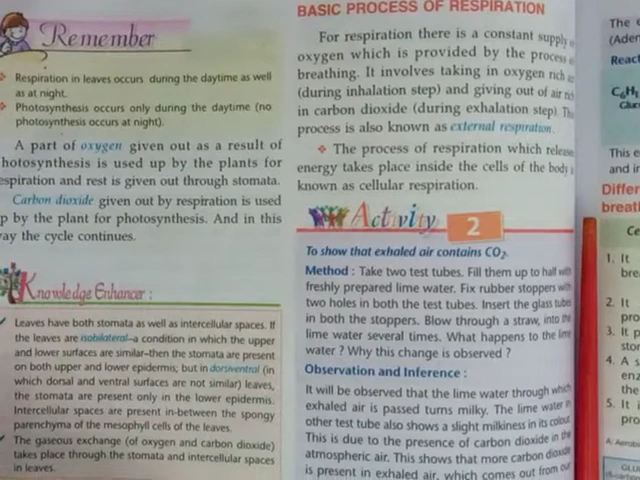 Remember
Respiration in leaves occurs during the daytime as well
as at night.
Photosynthesis occurs only during the daytime (no
photosynthesis occurs at night).
A part of oxygen given out as a result of
hotosynthesis is used up by the plants for
espiration and rest is given out through stomata.
Carbon dioxide given out by respiration is used
p by the plant for photosynthesis. And in this
ay the cycle continues.
Knowledge Enhancer :
Leaves have both stomata as well as intercellular spaces. If
the leaves are isobilateral–a condition in which the upper
and lower surfaces are similar–then the stomata are present
on both upper and lower epidermis; but in dorsiventral (in
which dorsal and ventral surfaces are not similar) leaves,
the stomata are present only in the lower epidermis.
Intercellular spaces are present in-between the spongy
parenchyma of the mesophyll cells of the leaves.
The gaseous exchange (of oxygen and carbon dioxide)
takes place through the stomata and intercellular spaces
in leaves.
BASIC PROCESS OF RESPIRATION
For respiration there is a constant supply
oxygen which is provided by the process
breathing. It involves taking in oxygen rich
(during inhalation step) and giving out of air
in carbon dioxide (during exhalation step)
process is also known as external respiration.
The process of respiration which
energy takes place inside the cells of the body
known as cellular respiration.
Activity 2
To show that exhaled air contains CO₂.
Method : Take two test tubes. Fill them up to half with
freshly prepared lime water. Fix rubber stoppers with
two holes in both the test tubes. Insert the glass tubes
in both the stoppers. Blow through a straw, into the
lime water several times. What happens to the lime
water ? Why this change is observed ?
Observation and Inference :
It will be observed that the lime water through which
exhaled air is passed turns milky. The lime water in
other test tube also shows a slight milkiness in its colour.
This is due to the presence of carbon dioxide in the
atmospheric air. This shows that more carbon dioxide
is present in exhaled air, which comes out from our
The
(Aden
React
C₆H₁
Gluc
This e
and in
Differ
breat
Ce
1. It
bre
2. It
pro
3. It p
stor
4. A s
enz
the
5. It i
pro
A: Aerobi
GLU